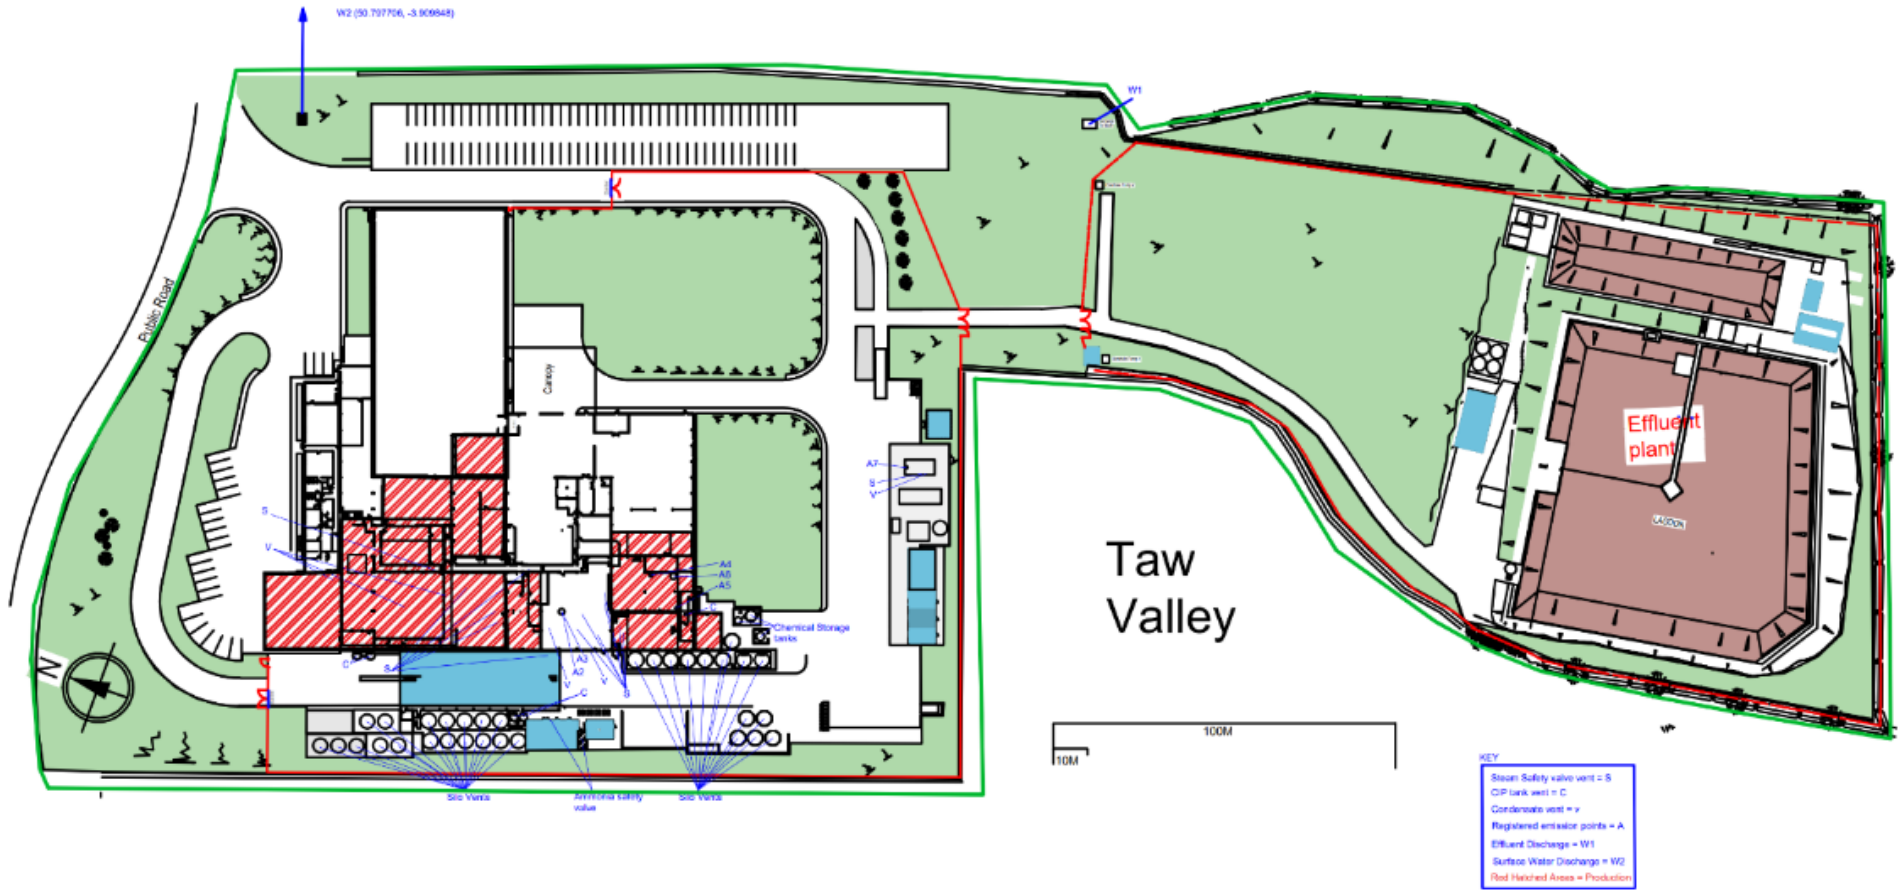 W2 (50.797706, -3.909848)
W1
Public Road
Canopy
A7
S
V
Effluent
plant
LAGOON
S
V
A4
A6
A5
C
Taw
Valley
Chemical Storage
tanks
N
C
S
A3
A2
V
V
S
C
100M
10M
Silo Vents
Ammonia safety
valve
Silo Vents
KEY
Steam Safety valve vent = S
CIP tank vent = C
Condensate vent = v
Registered emission points = A
Effluent Discharge = W1
Surface Water Discharge = W2
Red Hatched Areas = Production